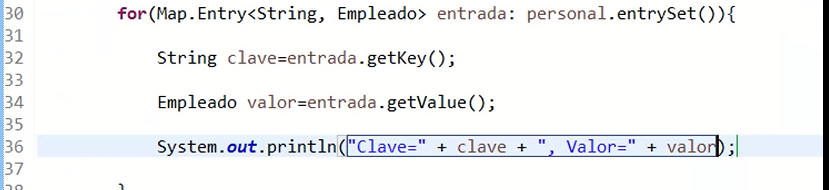 30 for(Map.Entry<String, Empleado> entrada: personal.entrySet()){
31
32 String clave=entrada.getKey();
33
34 Empleado valor=entrada.getValue();
35
36 System.out.println("Clave=" + clave + ", Valor=" + valor);
37
38 }